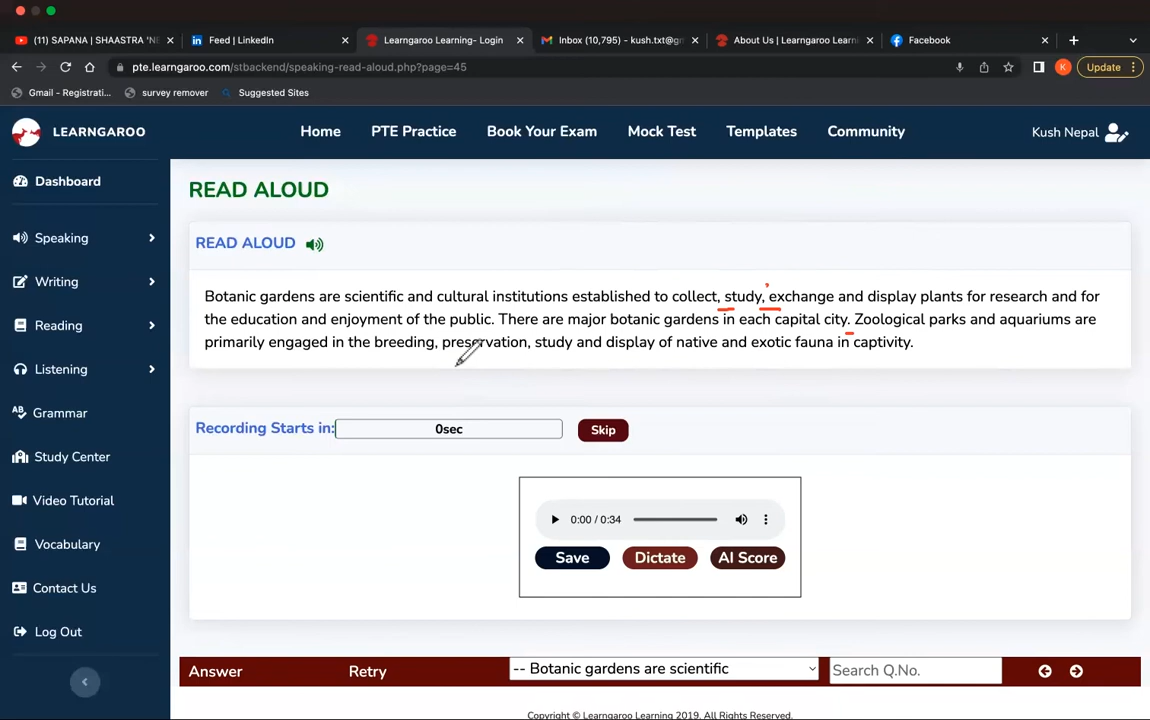 (11) SAPANA | SHAASTRA 'NE
Feed | LinkedIn
Learngaroo Learning- Login
Inbox (10,795) - kush.txt@gm
About Us | Learngaroo Learni
Facebook
pte.learngaroo.com/stbackend/speaking-read-aloud.php?page=45
K
Update
Gmail - Registrati...
survey remover
Suggested Sites
LEARNGAROO
Home
PTE Practice
Book Your Exam
Mock Test
Templates
Community
Kush Nepal
Dashboard
Speaking
Writing
Reading
Listening
Grammar
Study Center
Video Tutorial
Vocabulary
Contact Us
Log Out
READ ALOUD
READ ALOUD
Botanic gardens are scientific and cultural institutions established to collect, study, exchange and display plants for research and for
the education and enjoyment of the public. There are major botanic gardens in each capital city. Zoological parks and aquariums are
primarily engaged in the breeding, preservation, study and display of native and exotic fauna in captivity.
Recording Starts in:
0sec
Skip
0:00 / 0:34
Save
Dictate
AI Score
Answer
Retry
-- Botanic gardens are scientific
Search Q.No.
Copyright © Learngaroo Learning 2019. All Rights Reserved.